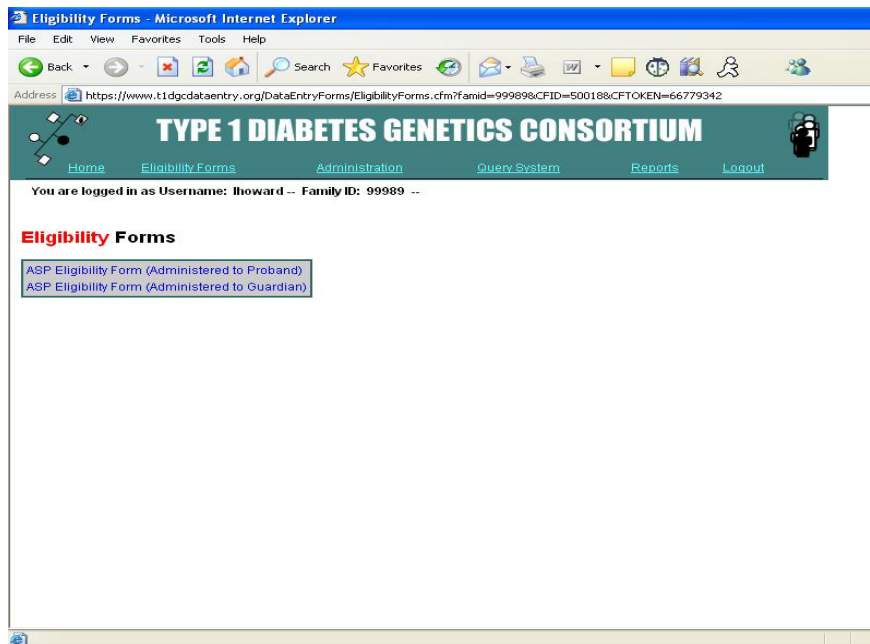 Eligibility Forms - Microsoft Internet Explorer
File Edit View Favorites Tools Help
Back Search Favorites
Address https://www.t1dgcdataentry.org/DataEntryForms/EligibilityForms.cfm?famid=99989&CFID=50018&CFTOKEN=66779342
TYPE 1 DIABETES GENETICS CONSORTIUM
Home Eligibility Forms Administration Query System Reports Logout
You are logged in as Username: lhoward -- Family ID: 99989 --
Eligibility Forms
ASP Eligibility Form (Administered to Proband)
ASP Eligibility Form (Administered to Guardian)